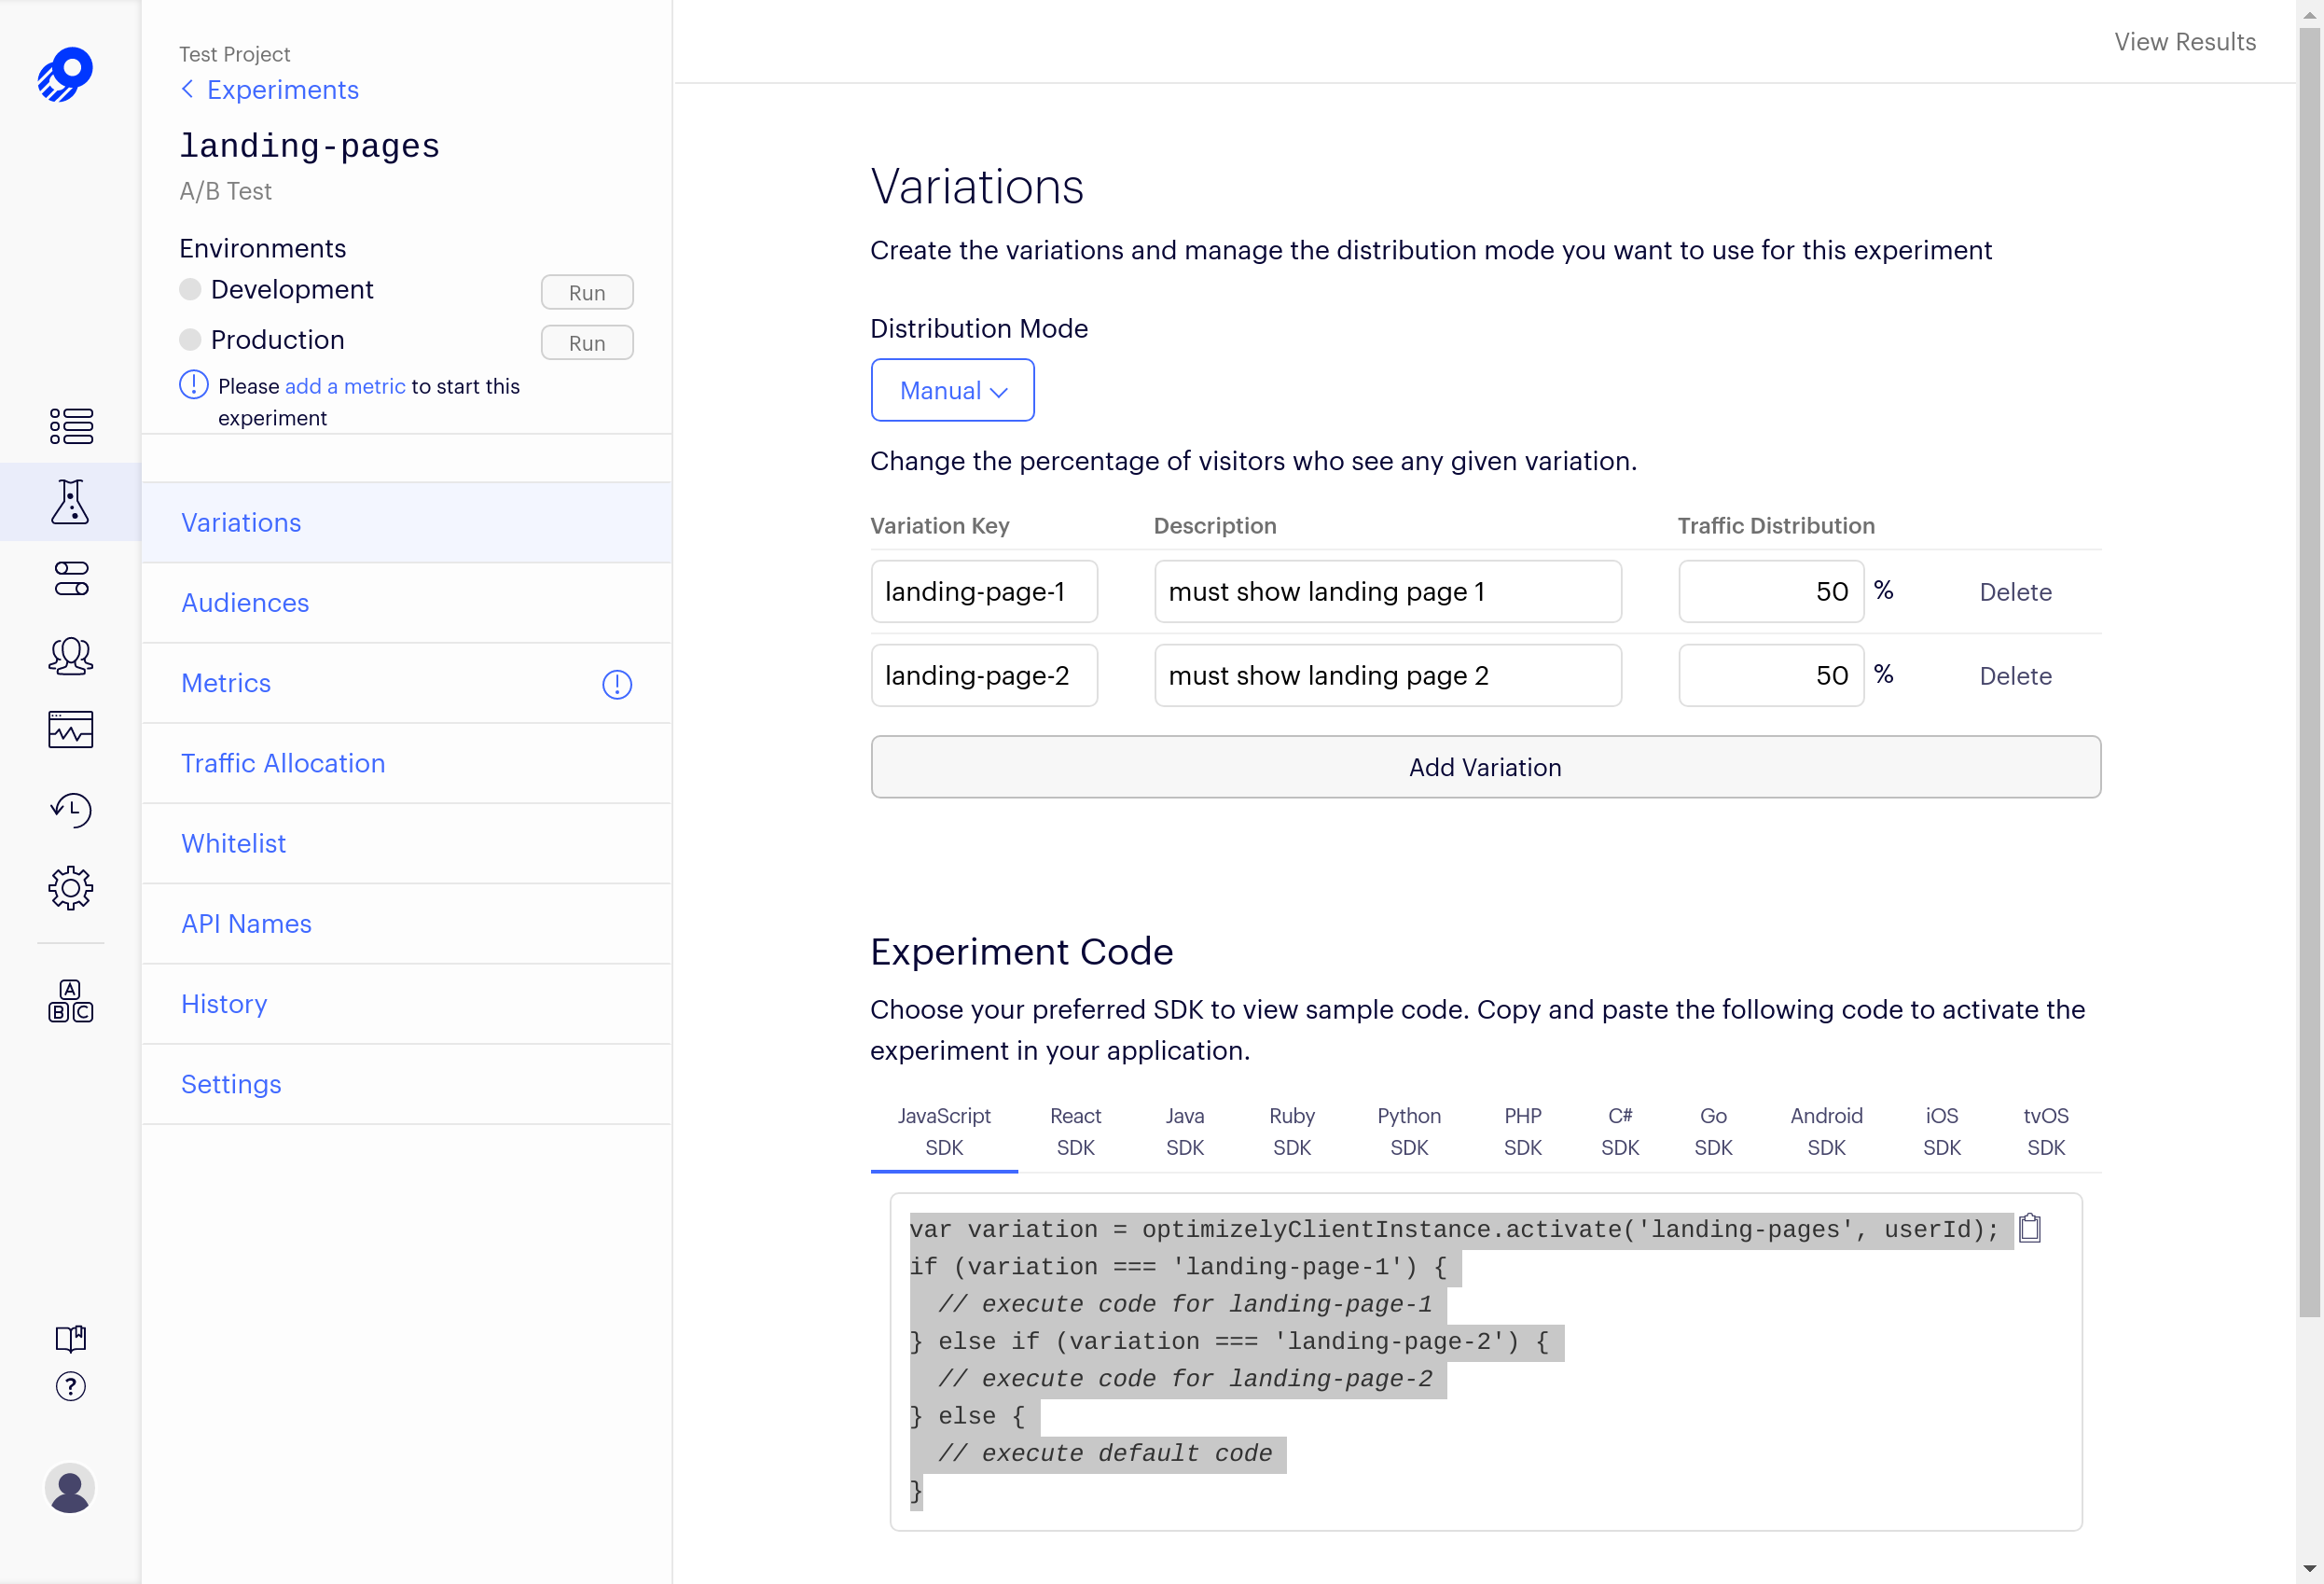 Test Project
Experiments
landing-pages
A/B Test
Environments
Development
Run
Production
Run
Please add a metric to start this
experiment
Variations
Audiences
Metrics
Traffic Allocation
Whitelist
API Names
History
Settings
A
B C
View Results
Variations
Create the variations and manage the distribution mode you want to use for this experiment
Distribution Mode
Manual
Change the percentage of visitors who see any given variation.
Variation Key Description Traffic Distribution
landing-page-1 must show landing page 1 50 % Delete
landing-page-2 must show landing page 2 50 % Delete
Add Variation
Experiment Code
Choose your preferred SDK to view sample code. Copy and paste the following code to activate the
experiment in your application.
JavaScript React Java Ruby Python PHP C# Go Android iOS tvOS
SDK SDK SDK SDK SDK SDK SDK SDK SDK SDK SDK
var variation = optimizelyClientInstance.activate('landing-pages', userId);
if (variation === 'landing-page-1') {
  // execute code for landing-page-1
} else if (variation === 'landing-page-2') {
  // execute code for landing-page-2
} else {
  // execute default code
}